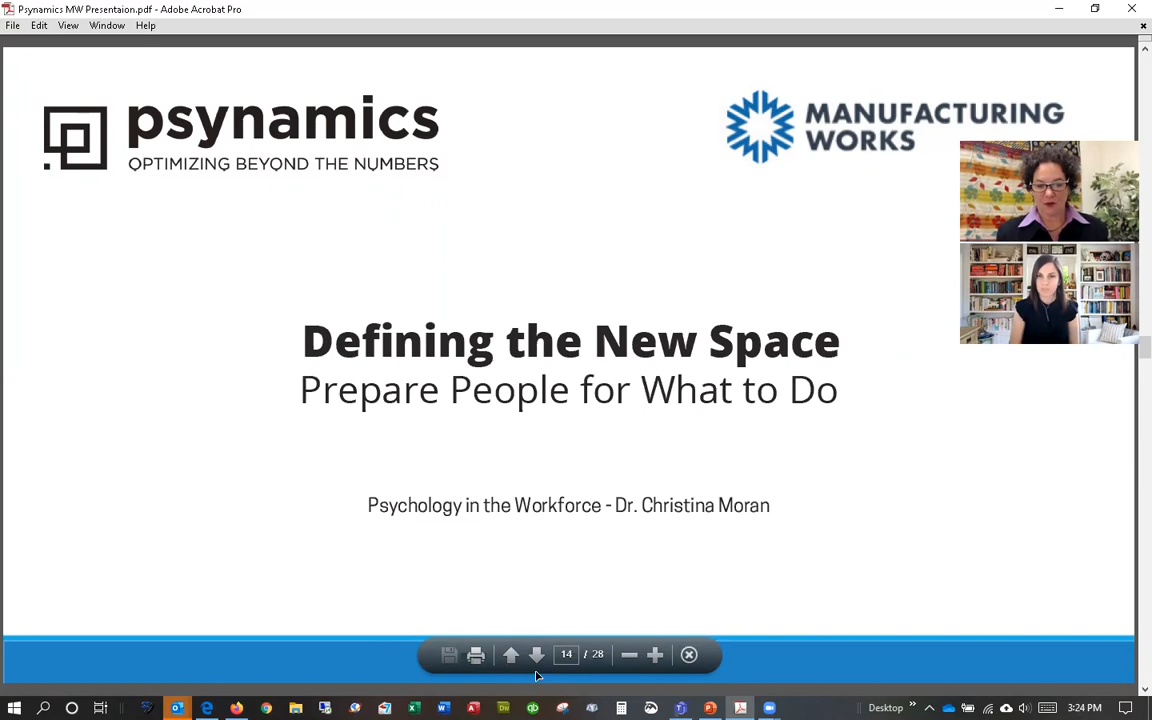 Psynamics MW Presentaion.pdf - Adobe Acrobat Pro
File Edit View Window Help
psynamics
OPTIMIZING BEYOND THE NUMBERS
MANUFACTURING
WORKS
Defining the New Space
Prepare People for What to Do
Psychology in the Workforce - Dr. Christina Moran
14 / 28
Desktop
3:24 PM